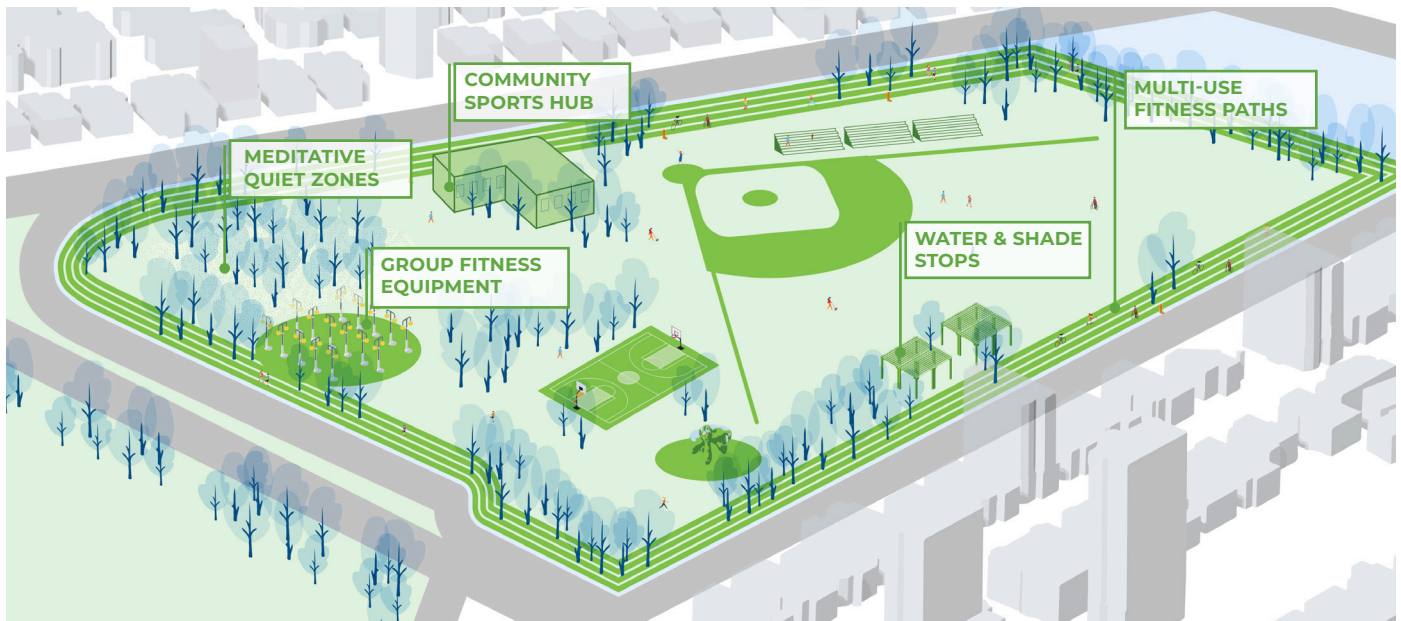 COMMUNITY
SPORTS HUB
MULTI-USE
FITNESS PATHS
MEDITATIVE
QUIET ZONES
WATER & SHADE
STOPS
GROUP FITNESS
EQUIPMENT